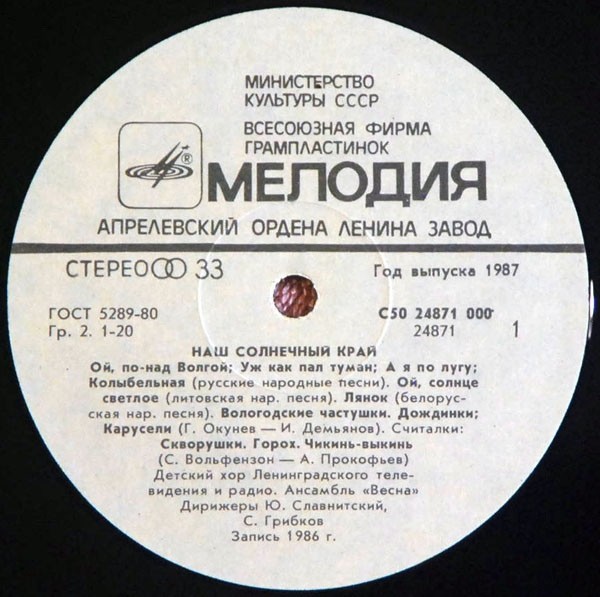 МИНИСТЕРСТВО
КУЛЬТУРЫ СССР
ВСЕСОЮЗНАЯ ФИРМА
ГРАМПЛАСТИНОК
®
МЕЛОДИЯ
АПРЕЛЕВСКИЙ ОРДЕНА ЛЕНИНА ЗАВОД
СТЕРЕО 33
Год выпуска 1987
ГОСТ 5289-80
Гр. 2. 1-20
С50 24871 000
24871 1
НАШ СОЛНЕЧНЫЙ КРАЙ
Ой, по-над Волгой; Уж как пал туман; А я по лугу;
Колыбельная (русские народные песни). Ой, солнце
светлое (литовская нар. песня). Лянок (белорус-
ская нар. песня). Вологодские частушки. Дождинки;
Карусели (Г. Окунев — И. Демьянов). Считалки:
Скворушки. Горох. Чикинь-выкинь
(С. Вольфензон — А. Прокофьев)
Детский хор Ленинградского теле-
видения и радио. Ансамбль «Весна»
Дирижеры Ю. Славнитский,
С. Грибков
Запись 1986 г.